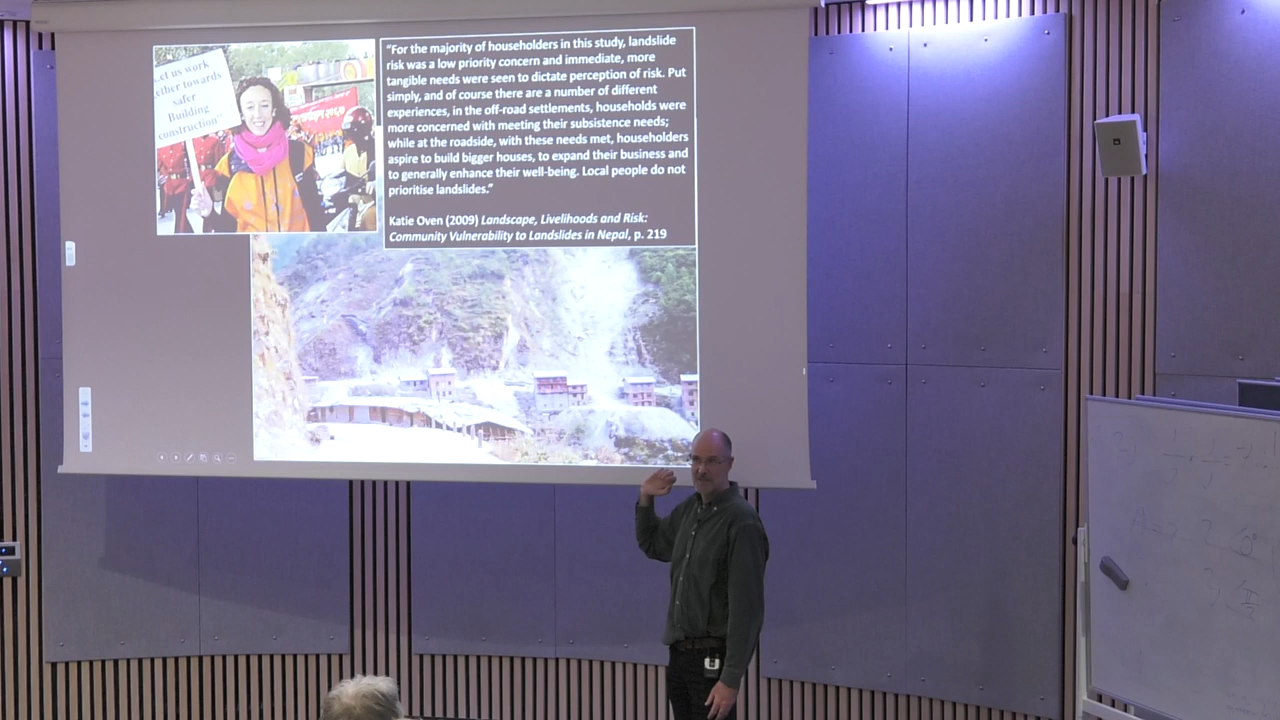 "Let us work
together towards
safer
Building
construction"
"For the majority of householders in this study, landslide
risk was a low priority concern and immediate, more
tangible needs were seen to dictate perception of risk. Put
simply, and of course there are a number of different
experiences, in the off-road settlements, households were
more concerned with meeting their subsistence needs;
while at the roadside, with these needs met, householders
aspire to build bigger houses, to expand their business and
to generally enhance their well-being. Local people do not
prioritise landslides."
Katie Oven (2009) Landscape, Livelihoods and Risk:
Community Vulnerability to Landslides in Nepal, p. 219